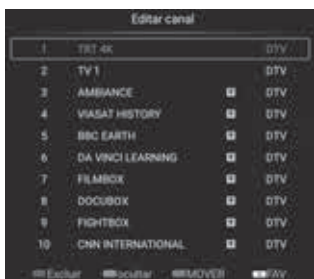 Editar canal
1 TRT 4K DTV
2 TV 1 DTV
3 AMBIANCE DTV
4 VIASAT HISTORY DTV
5 BBC EARTH DTV
6 DA VINCI LEARNING DTV
7 FILMBOX DTV
8 DOCUBOX DTV
9 FIGHTBOX DTV
10 CNN INTERNATIONAL DTV
Excluir ocultar MOVER FAV